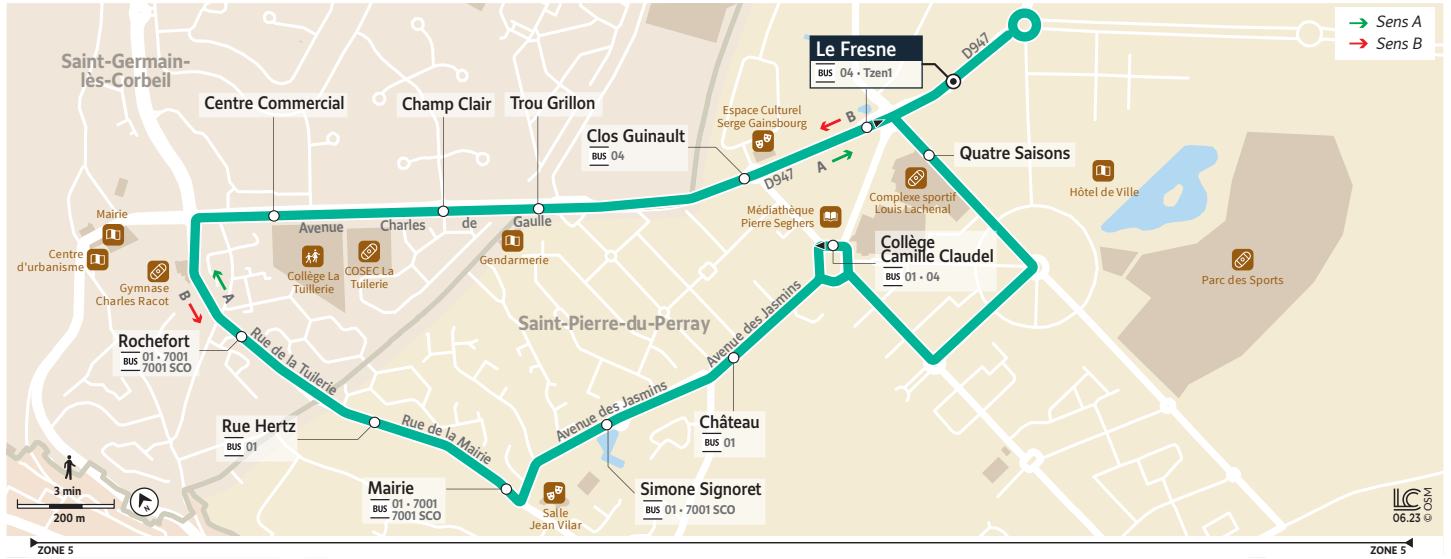 Sens A
Sens B
Saint-Germain-
lès-Corbeil
D947
Le Fresne
BUS 04 • Tzen1
Centre Commercial
Champ Clair
Trou Grillon
Espace Culturel
Serge Gainsbourg
B
Clos Guinault
BUS 04
A
D947
Quatre Saisons
Hôtel de Ville
Complexe sportif
Louis Lachenal
Médiathèque
Pierre Seghers
Mairie
Avenue Charles de Gaulle
Centre
d'urbanisme
Gendarmerie
Collège La
Tuillerie
COSEC La
Tuilerie
Gymnase
Charles Racot
B
A
Collège
Camille Claudel
BUS 01 • 04
Parc des Sports
Saint-Pierre-du-Perray
Rochefort
BUS 01 • 7001
7001 SCO
Rue de la Tuilerie
Avenue des Jasmins
Avenue des Jasmins
Rue Hertz
BUS 01
Rue de la Mairie
Château
BUS 01
Mairie
BUS 01 • 7001
7001 SCO
Simone Signoret
BUS 01 • 7001 SCO
Salle
Jean Vilar
3 min
200 m
N
LC
06.23
© OSM
ZONE 5
ZONE 5